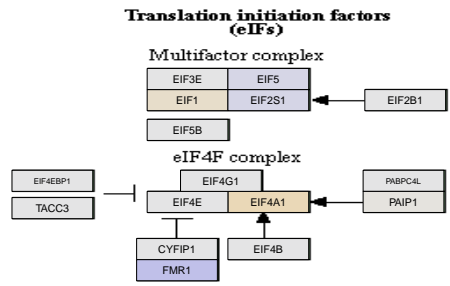 Translation initiation factors
(eIFs)
Multifactor complex
EIF3E EIF5
EIF1 EIF2S1 EIF2B1
EIF5B
eIF4F complex
EIF4EBP1 EIF4G1 PABPC4L
TACC3 EIF4E EIF4A1 PAIP1
CYFIP1 EIF4B
FMR1